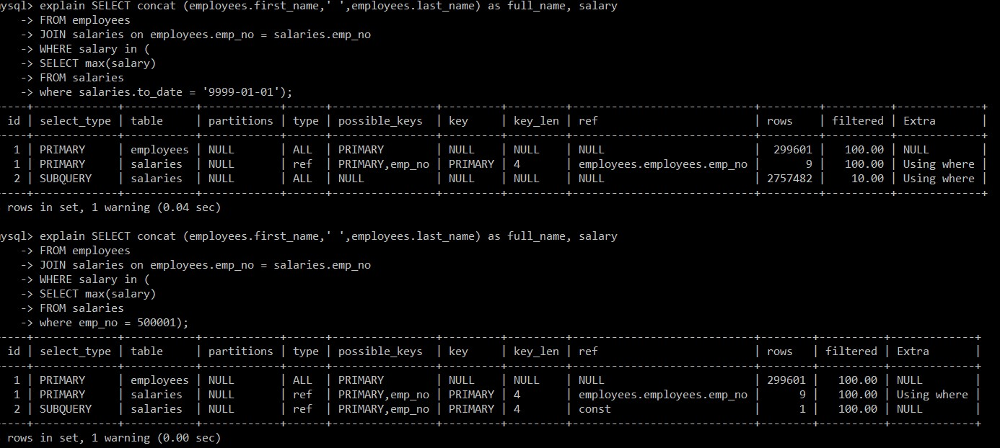 ysql> explain SELECT concat (employees.first_name,' ',employees.last_name) as full_name, salary
    -> FROM employees
    -> JOIN salaries on employees.emp_no = salaries.emp_no
    -> WHERE salary in (
    -> SELECT max(salary)
    -> FROM salaries
    -> where salaries.to_date = '9999-01-01');
----+-------------+-----------+------------+------+----------------+---------+---------+----------------------------+---------+----------+-------------+
 id | select_type | table     | partitions | type | possible_keys  | key     | key_len | ref                        | rows    | filtered | Extra       |
----+-------------+-----------+------------+------+----------------+---------+---------+----------------------------+---------+----------+-------------+
  1 | PRIMARY     | employees | NULL       | ALL  | PRIMARY        | NULL    | NULL    | NULL                       |  299601 |   100.00 | NULL        |
  1 | PRIMARY     | salaries  | NULL       | ref  | PRIMARY,emp_no | PRIMARY | 4       | employees.employees.emp_no |       9 |   100.00 | Using where |
  2 | SUBQUERY    | salaries  | NULL       | ALL  | NULL           | NULL    | NULL    | NULL                       | 2757482 |    10.00 | Using where |
----+-------------+-----------+------------+------+----------------+---------+---------+----------------------------+---------+----------+-------------+
 rows in set, 1 warning (0.04 sec)
ysql> explain SELECT concat (employees.first_name,' ',employees.last_name) as full_name, salary
    -> FROM employees
    -> JOIN salaries on employees.emp_no = salaries.emp_no
    -> WHERE salary in (
    -> SELECT max(salary)
    -> FROM salaries
    -> where emp_no = 500001);
----+-------------+-----------+------------+------+----------------+---------+---------+----------------------------+--------+----------+-------------+
 id | select_type | table     | partitions | type | possible_keys  | key     | key_len | ref                        | rows   | filtered | Extra       |
----+-------------+-----------+------------+------+----------------+---------+---------+----------------------------+--------+----------+-------------+
  1 | PRIMARY     | employees | NULL       | ALL  | PRIMARY        | NULL    | NULL    | NULL                       | 299601 |   100.00 | NULL        |
  1 | PRIMARY     | salaries  | NULL       | ref  | PRIMARY,emp_no | PRIMARY | 4       | employees.employees.emp_no |      9 |   100.00 | Using where |
  2 | SUBQUERY    | salaries  | NULL       | ref  | PRIMARY,emp_no | PRIMARY | 4       | const                      |      1 |   100.00 | NULL        |
----+-------------+-----------+------------+------+----------------+---------+---------+----------------------------+--------+----------+-------------+
 rows in set, 1 warning (0.00 sec)